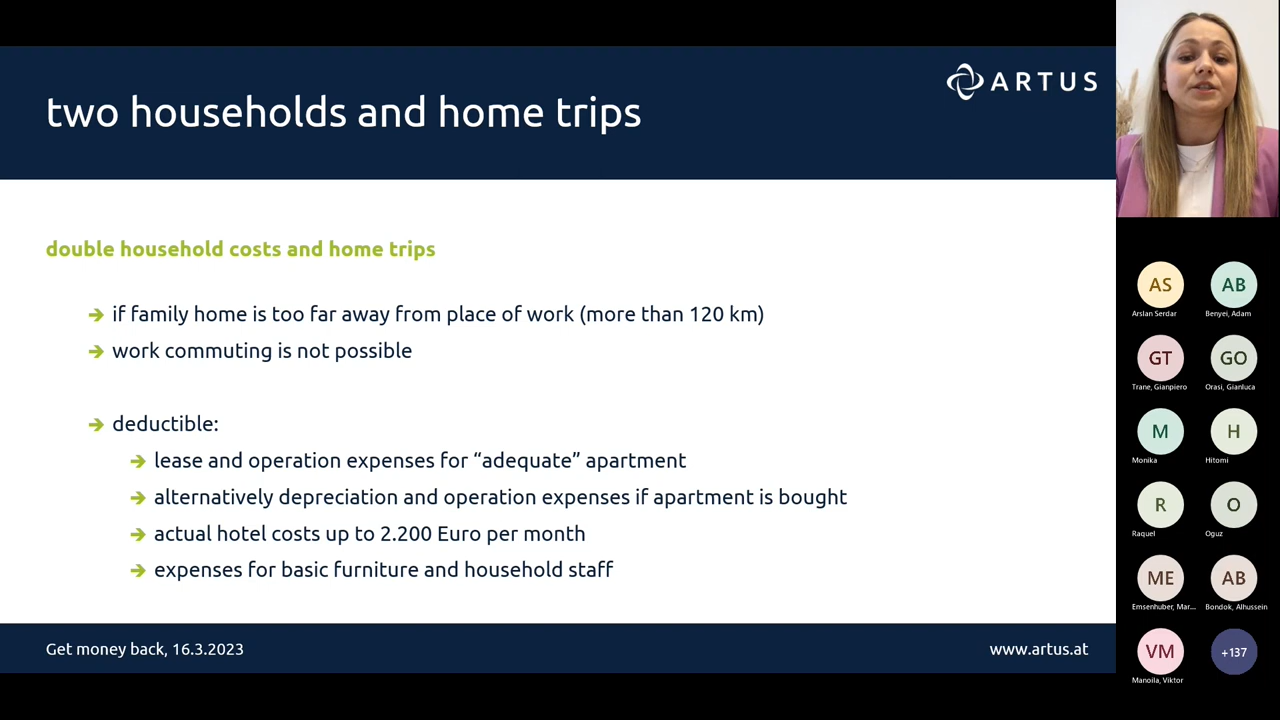 ARTUS
two households and home trips
double household costs and home trips
➔ if family home is too far away from place of work (more than 120 km)
➔ work commuting is not possible
➔ deductible:
➔ lease and operation expenses for “adequate” apartment
➔ alternatively depreciation and operation expenses if apartment is bought
➔ actual hotel costs up to 2.200 Euro per month
➔ expenses for basic furniture and household staff
Get money back, 16.3.2023
www.artus.at
AS
AB
Arslan Serdar
Benyei, Adam
GT
GO
Trane, Gianpiero
Orasi, Gianluca
M
H
Monika
Hitomi
R
O
Raquel
Oguz
ME
AB
Emsenhuber, Mar...
Bondok, Alhussein
VM
+137
Manoila, Viktor